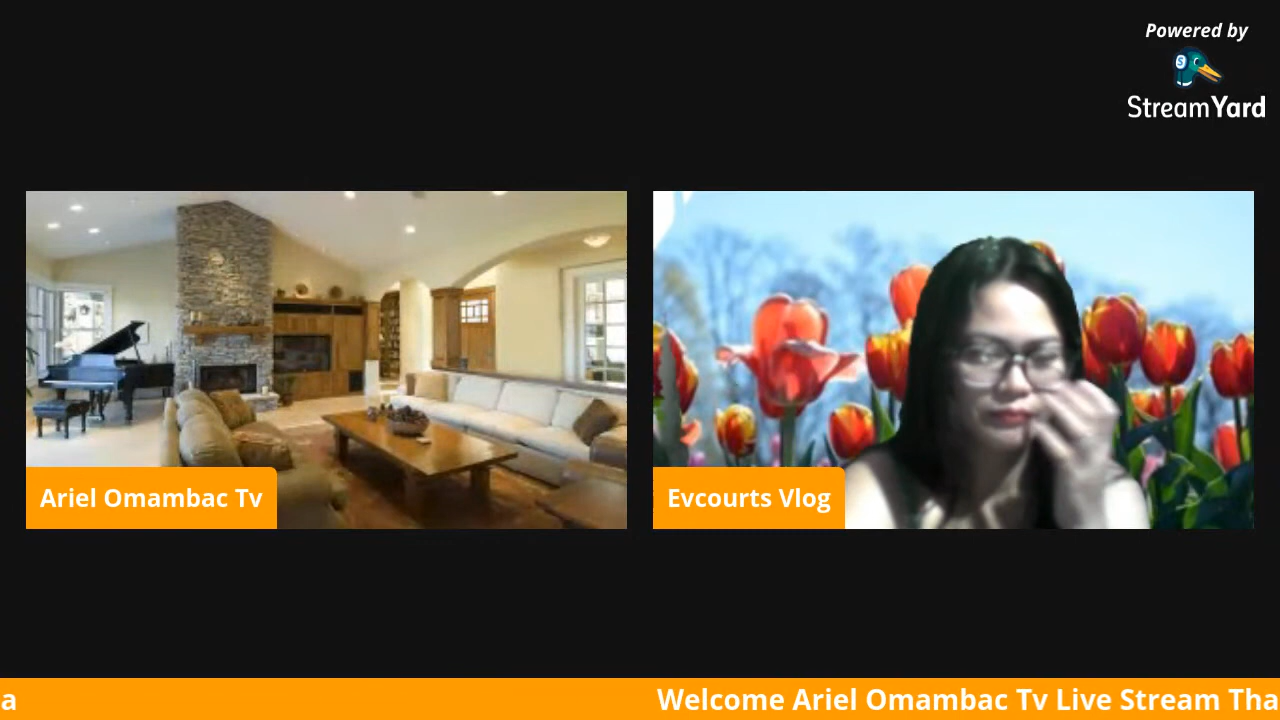 Powered by
StreamYard
Ariel Omambac Tv
Evcourts Vlog
a
Welcome Ariel Omambac Tv Live Stream Tha